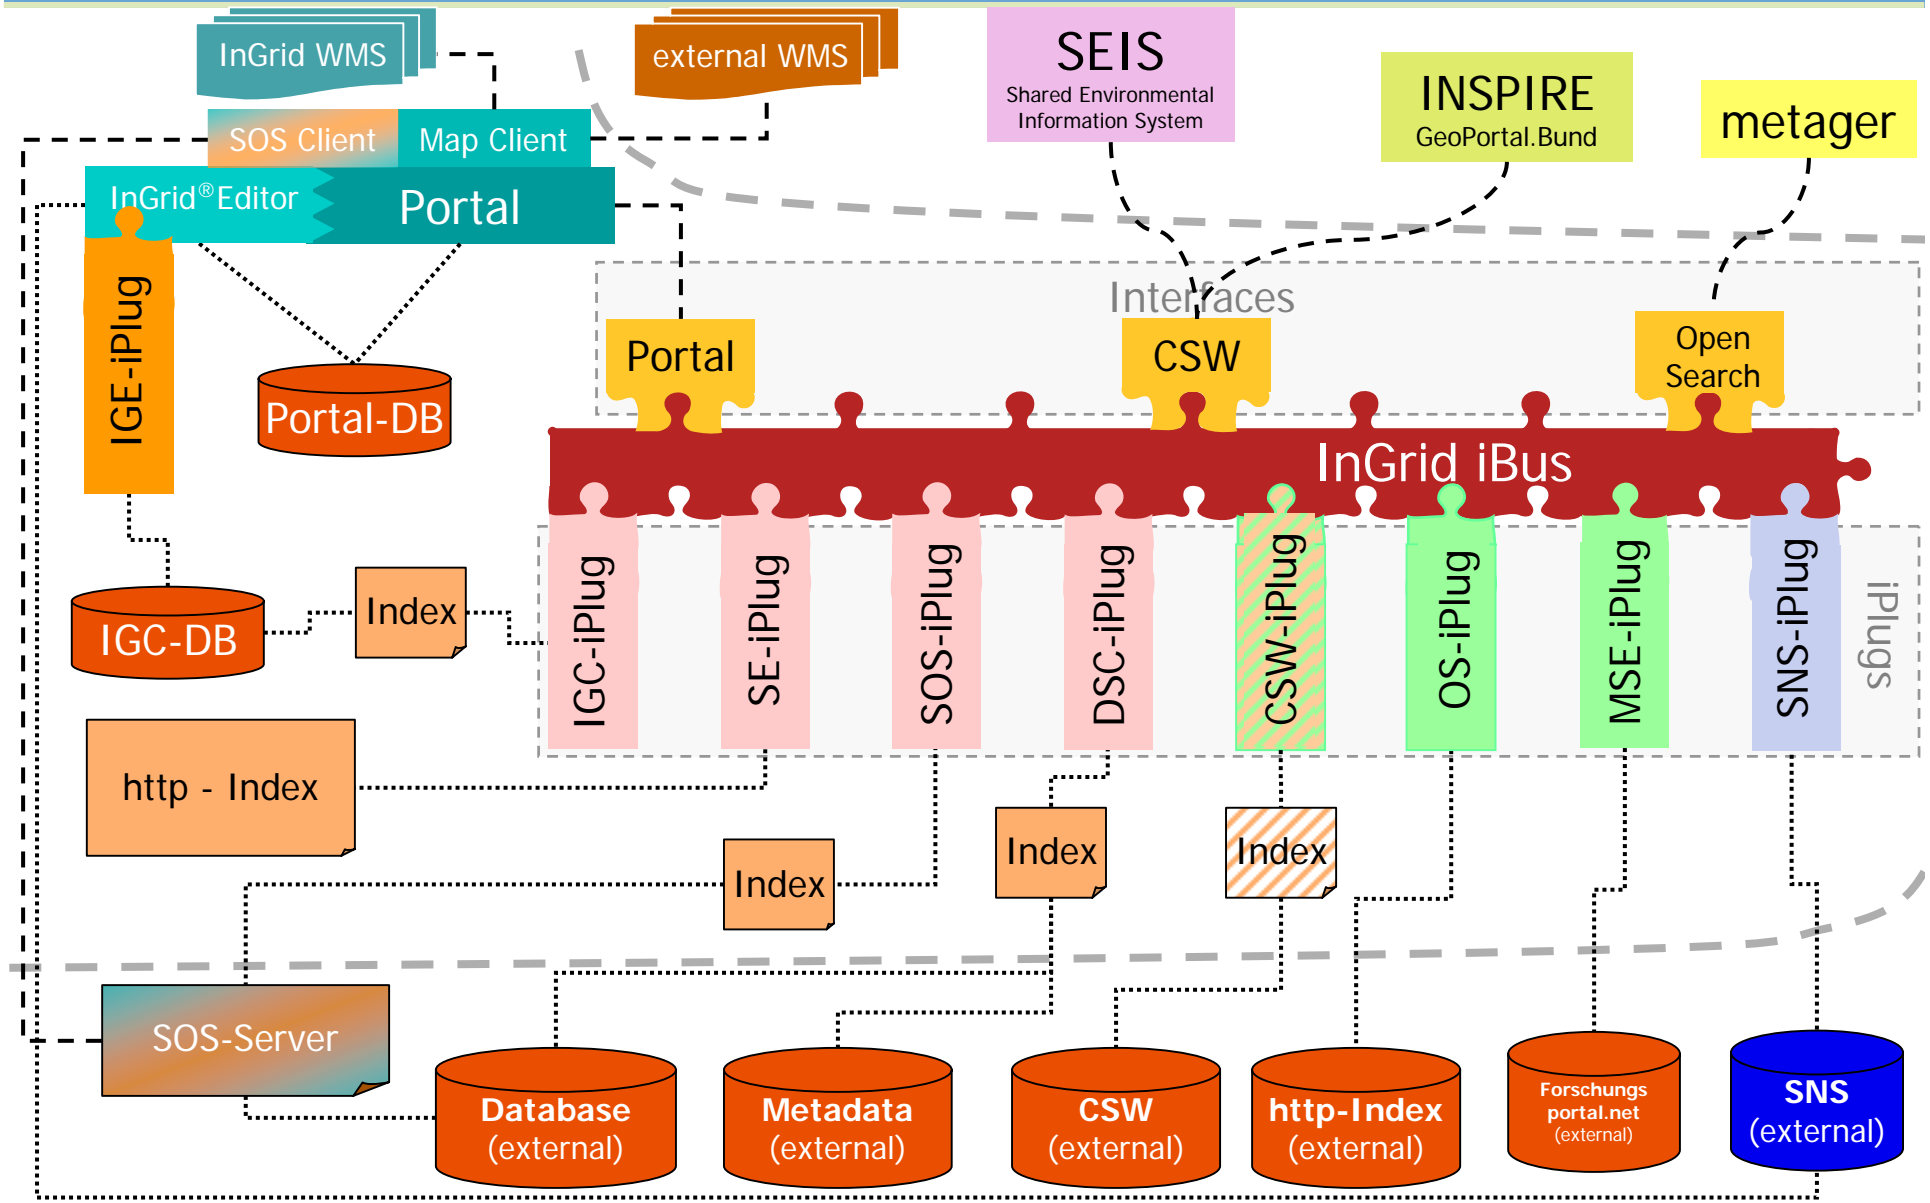 InGrid WMS
external WMS
SEIS
Shared Environmental
Information System
INSPIRE
GeoPortal.Bund
metager
SOS Client
Map Client
InGrid®Editor
Portal
IGE-iPlug
Portal-DB
Interfaces
Portal
CSW
Open
Search
InGrid iBus
IGC-iPlug
SE-iPlug
SOS-iPlug
DSC-iPlug
CSW-iPlug
OS-iPlug
MSE-iPlug
SNS-iPlug
iPlugs
IGC-DB
Index
http - Index
Index
Index
Index
SOS-Server
Database
(external)
Metadata
(external)
CSW
(external)
http-Index
(external)
Forschungs
portal.net
(external)
SNS
(external)